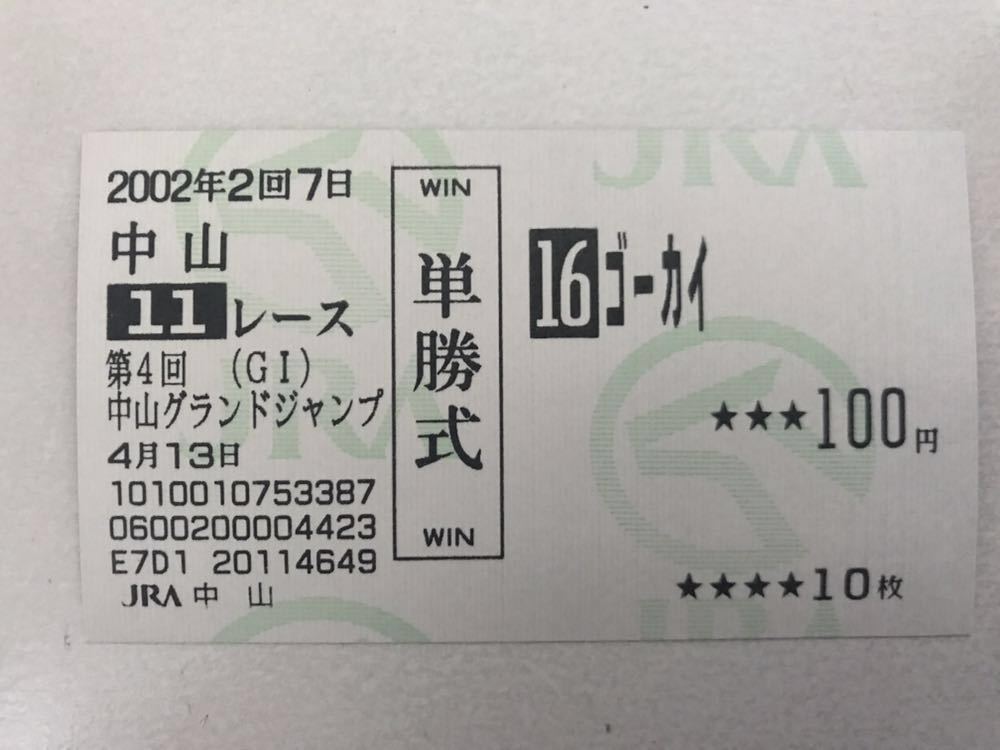 2002年2回7日
中山
11レース
第4回 (GⅠ)
中山グランドジャンプ
4月13日
1010010753387
0600200004423
E7D1 20114649
JRA 中 山
WIN
単勝式
WIN
16 ゴーカイ
★★★100円
★★★★10枚
JRA
JRA
JRA